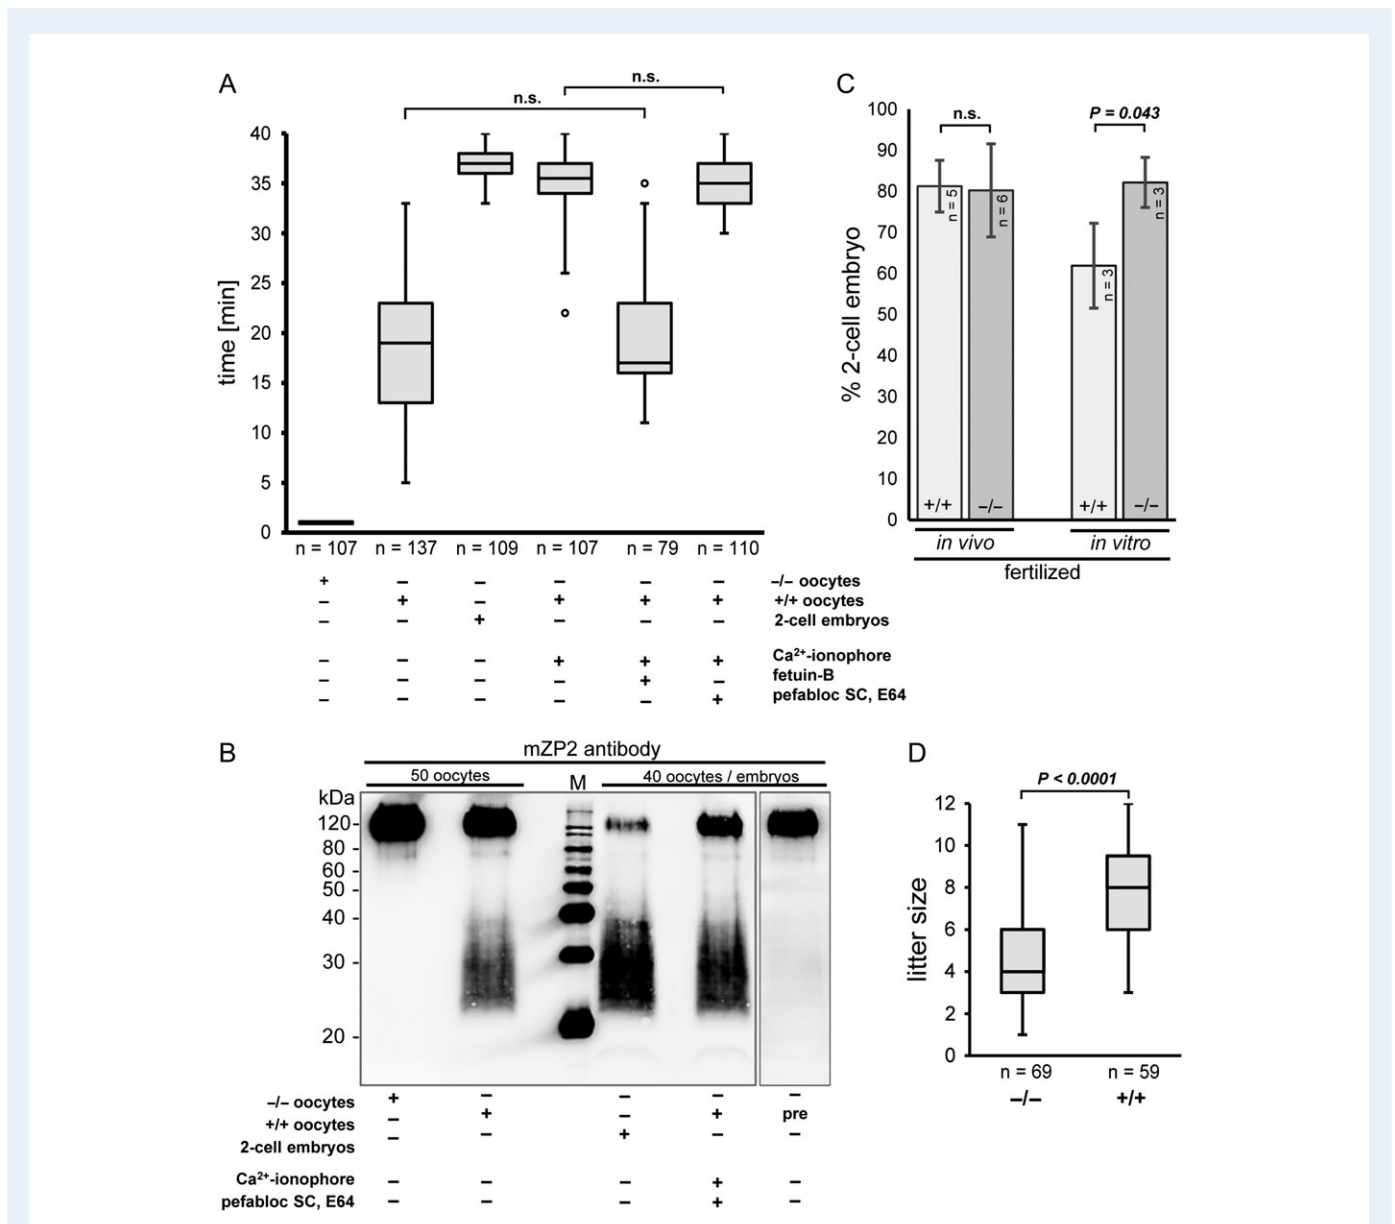 A
n.s.
n.s.
time [min]
40
35
30
25
20
15
10
5
0
n = 107 n = 137 n = 109 n = 107 n = 79 n = 110
+ – – – – – –/– oocytes
– + – + + + +/+ oocytes
– – + – – – 2-cell embryos
– – – + + + Ca²⁺-ionophore
– – – – + – fetuin-B
– – – – – + pefabloc SC, E64
C
% 2-cell embryo
100
90
80
70
60
50
40
30
20
10
0
n.s.
P = 0.043
n = 5
n = 6
n = 3
n = 3
+/+ –/– +/+ –/–
in vivo in vitro
fertilized
B
mZP2 antibody
50 oocytes M 40 oocytes / embryos
kDa
120-
80 -
60 -
50 -
40 -
30 -
20 -
–/– oocytes + – – – –
+/+ oocytes – + – + pre
2-cell embryos – – + – –
Ca²⁺-ionophore – – – + –
pefabloc SC, E64 – – – + –
D
P < 0.0001
litter size
12
10
8
6
4
2
0
n = 69 n = 59
–/– +/+